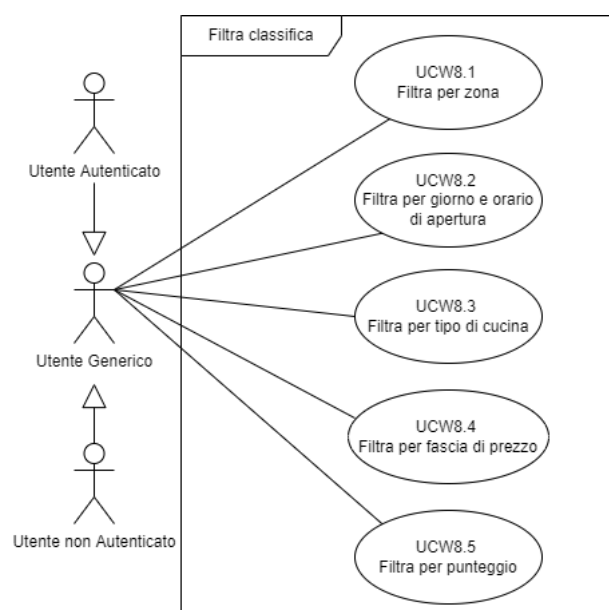 Filtra classifica
UCW8.1
Filtra per zona
Utente Autenticato
UCW8.2
Filtra per giorno e orario
di apertura
UCW8.3
Filtra per tipo di cucina
Utente Generico
UCW8.4
Filtra per fascia di prezzo
Utente non Autenticato
UCW8.5
Filtra per punteggio